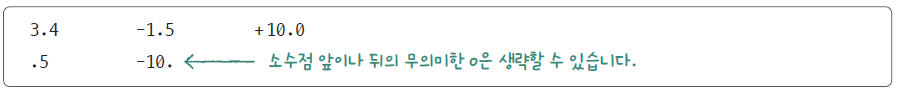 3.4 -1.5 +10.0
.5 -10. 소수점 앞이나 뒤의 무의미한 0은 생략할 수 있습니다.